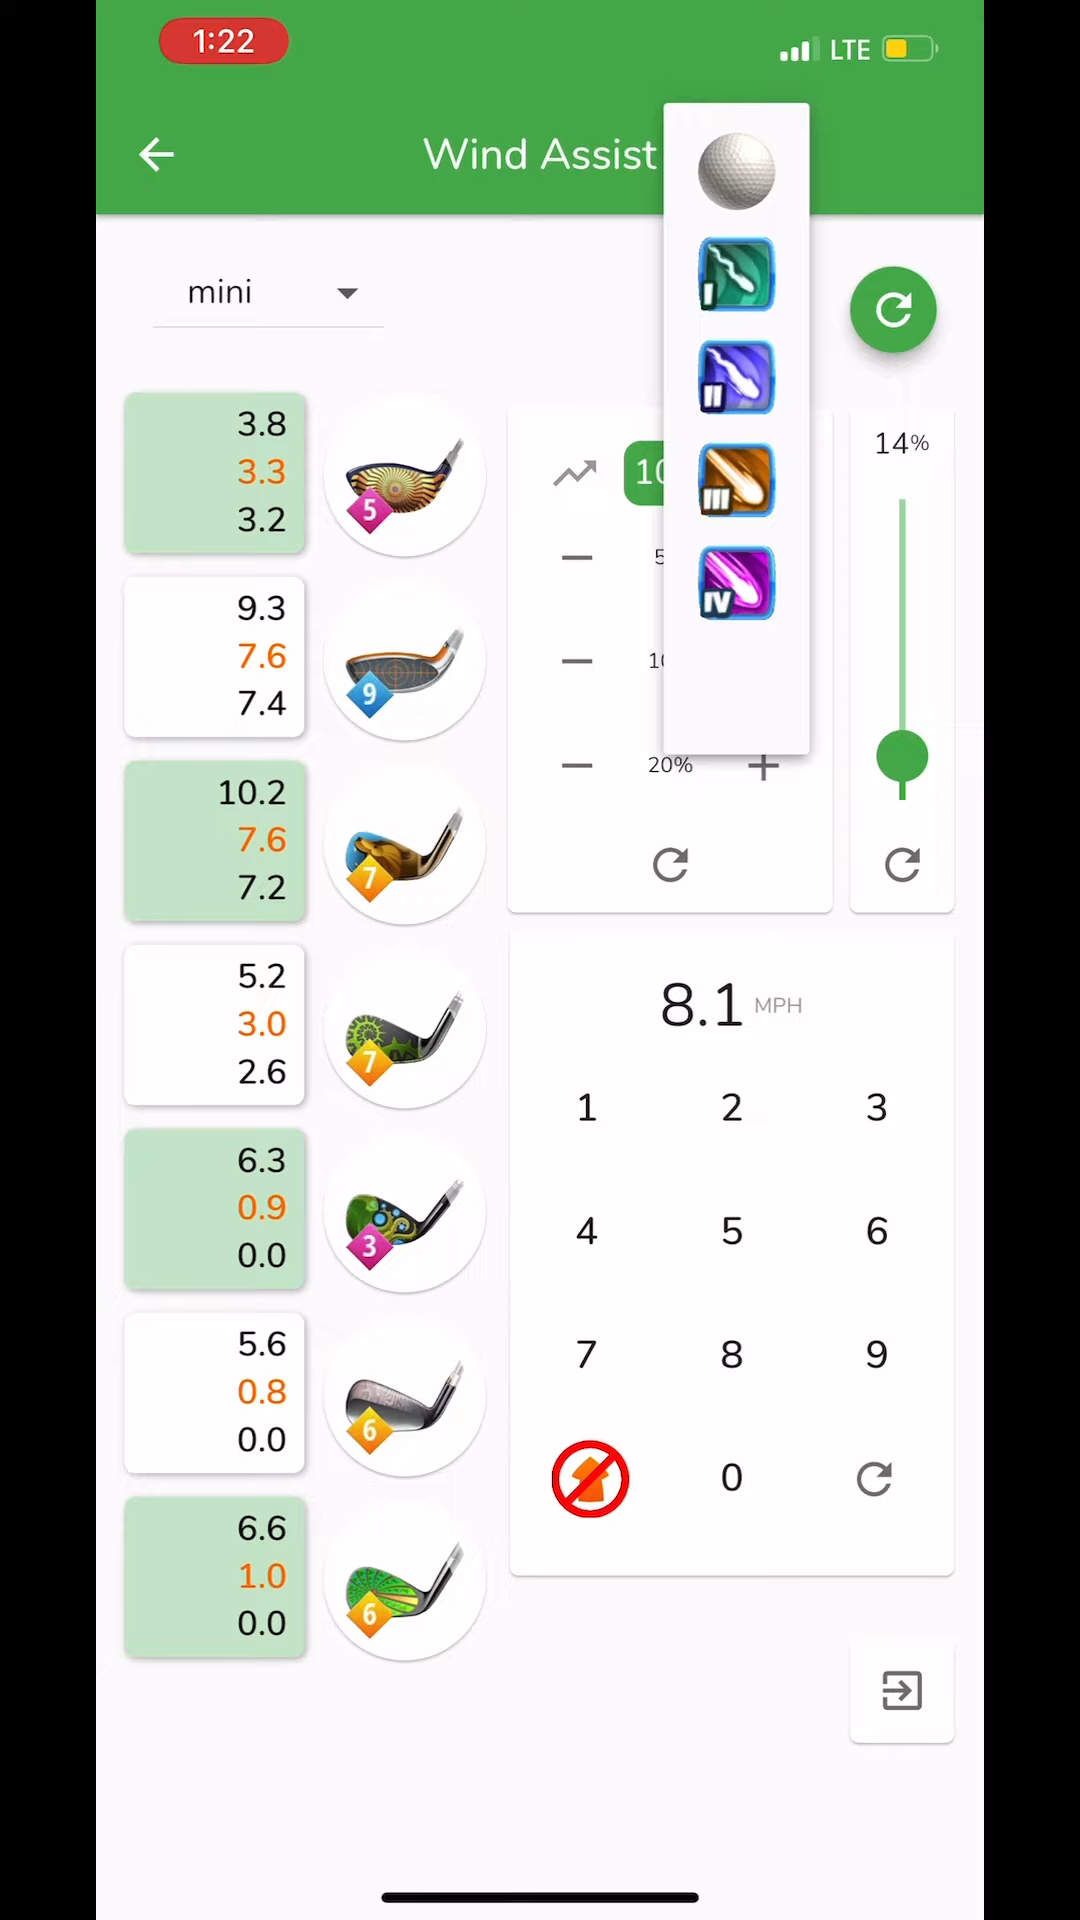 1:22
LTE
Wind Assist
mini
I
II
III
IV
3.8
3.3
3.2
5
14%
9.3
7.6
7.4
9
10.2
7.6
7.2
7
20%
5.2
3.0
2.6
7
8.1 MPH
1 2 3
6.3
0.9
0.0
3
4 5 6
5.6
0.8
0.0
6
7 8 9
0
6.6
1.0
0.0
6